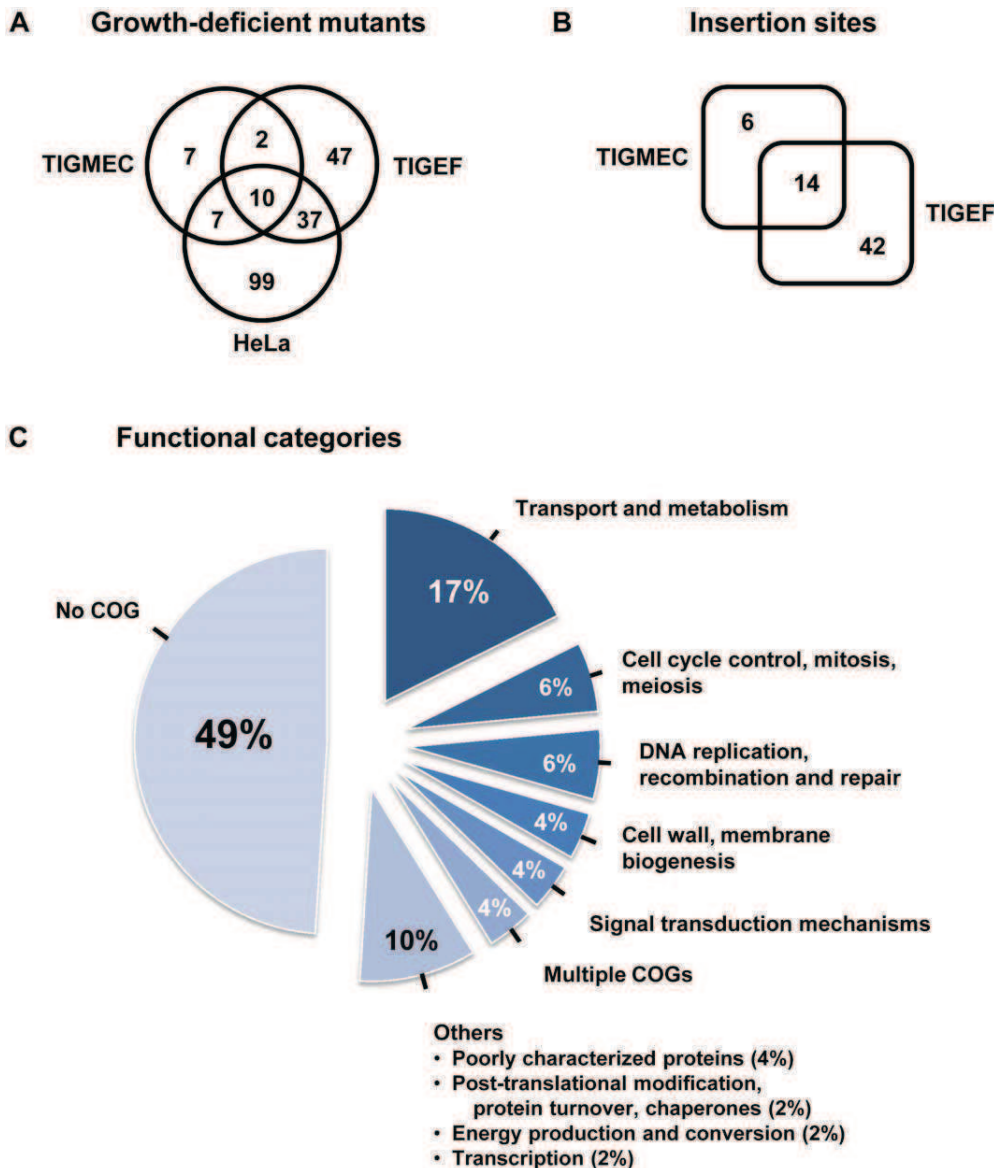 A Growth-deficient mutants
TIGMEC
7
2
47
TIGEF
10
7
37
99
HeLa
B Insertion sites
TIGMEC
6
14
TIGEF
42
C Functional categories
Transport and metabolism
17%
No COG
49%
Cell cycle control, mitosis,
meiosis
6%
DNA replication,
recombination and repair
6%
Cell wall, membrane
biogenesis
4%
Signal transduction mechanisms
4%
Multiple COGs
4%
10%
Others
• Poorly characterized proteins (4%)
• Post-translational modification,
protein turnover, chaperones (2%)
• Energy production and conversion (2%)
• Transcription (2%)